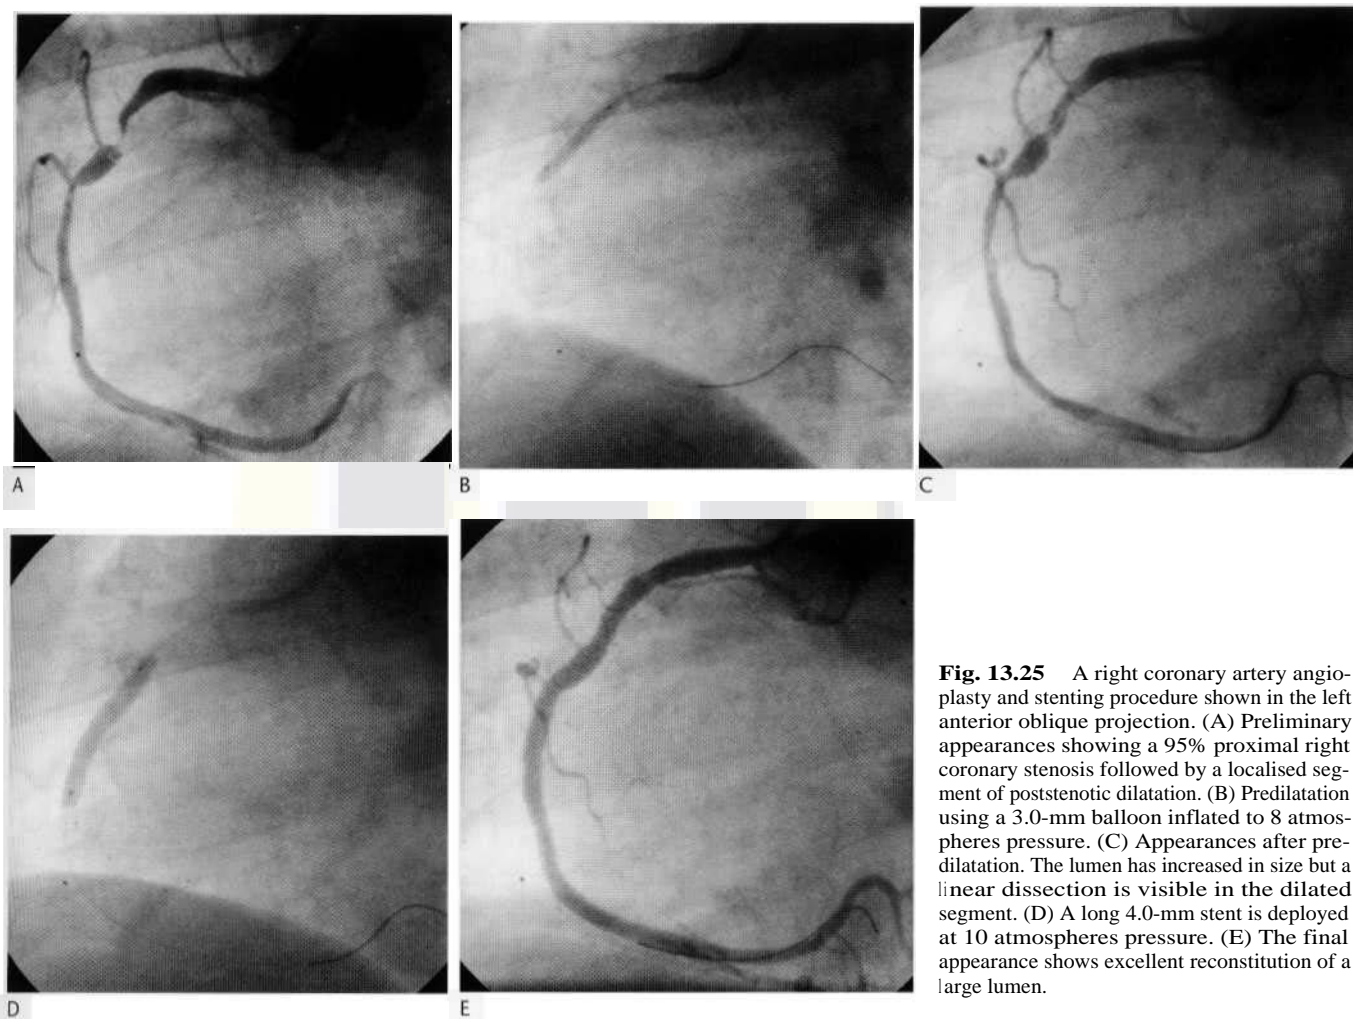 A
B
C
D
E
Fig. 13.25 A right coronary artery angio-
plasty and stenting procedure shown in the left
anterior oblique projection. (A) Preliminary
appearances showing a 95% proximal right
coronary stenosis followed by a localised seg-
ment of poststenotic dilatation. (B) Predilatation
using a 3.0-mm balloon inflated to 8 atmos-
pheres pressure. (C) Appearances after pre-
dilatation. The lumen has increased in size but a
linear dissection is visible in the dilated
segment. (D) A long 4.0-mm stent is deployed
at 10 atmospheres pressure. (E) The final
appearance shows excellent reconstitution of a
large lumen.